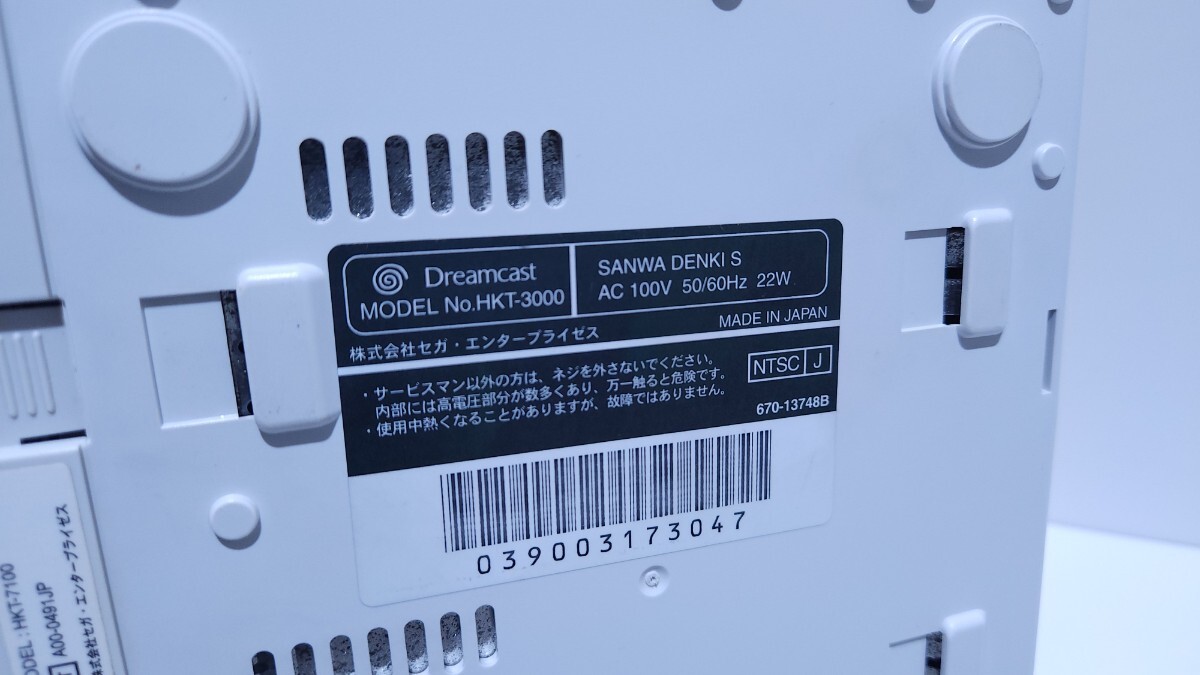 Dreamcast
MODEL No.HKT-3000
SANWA DENKI S
AC 100V 50/60Hz 22W
株式会社セガ・エンタープライゼス
MADE IN JAPAN
・サービスマン以外の方は、ネジを外さないでください。
内部には高電圧部分が数多くあり、万一触ると危険です。
・使用中熱くなることがありますが、故障ではありません。
NTSC J
670-13748B
039003173047
MODEL : HKT-7100
A00-0491JP
株式会社セガ・エンタープライゼス